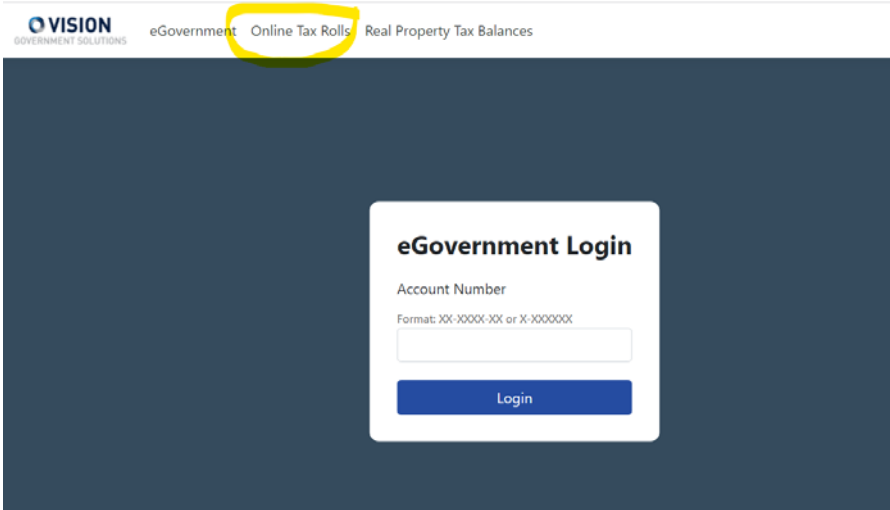 VISION
GOVERNMENT SOLUTIONS
eGovernment Online Tax Rolls Real Property Tax Balances
eGovernment Login
Account Number
Format: XX-XXXX-XX or X-XXXXXX
Login